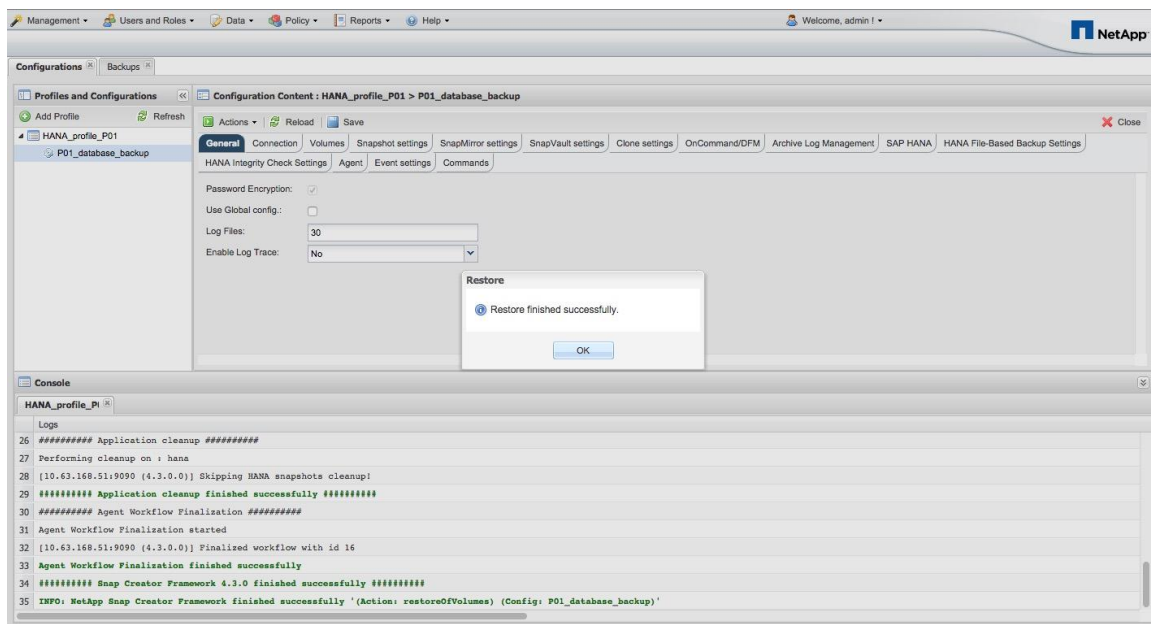 Management Users and Roles Data Policy Reports Help Welcome, admin !
NetApp
Configurations Backups
Profiles and Configurations
Configuration Content : HANA_profile_P01 > P01_database_backup
Add Profile Refresh
Actions Reload Save Close
HANA_profile_P01
P01_database_backup
General Connection Volumes Snapshot settings SnapMirror settings SnapVault settings Clone settings OnCommand/DFM Archive Log Management SAP HANA HANA File-Based Backup Settings
HANA Integrity Check Settings Agent Event settings Commands
Password Encryption:
Use Global config.:
Log Files: 30
Enable Log Trace: No
Restore
Restore finished successfully.
OK
Console
HANA_profile_P(
Logs
26 ########## Application cleanup ##########
27 Performing cleanup on : hana
28 [10.63.168.51:9090 (4.3.0.0)] Skipping HANA snapshots cleanup!
29 ########## Application cleanup finished successfully ##########
30 ########## Agent Workflow Finalization ##########
31 Agent Workflow Finalization started
32 [10.63.168.51:9090 (4.3.0.0)] Finalized workflow with id 16
33 Agent Workflow Finalization finished successfully
34 ########## Snap Creator Framework 4.3.0 finished successfully ##########
35 INFO: NetApp Snap Creator Framework finished successfully '(Action: restoreOfVolumes) (Config: P01_database_backup)'